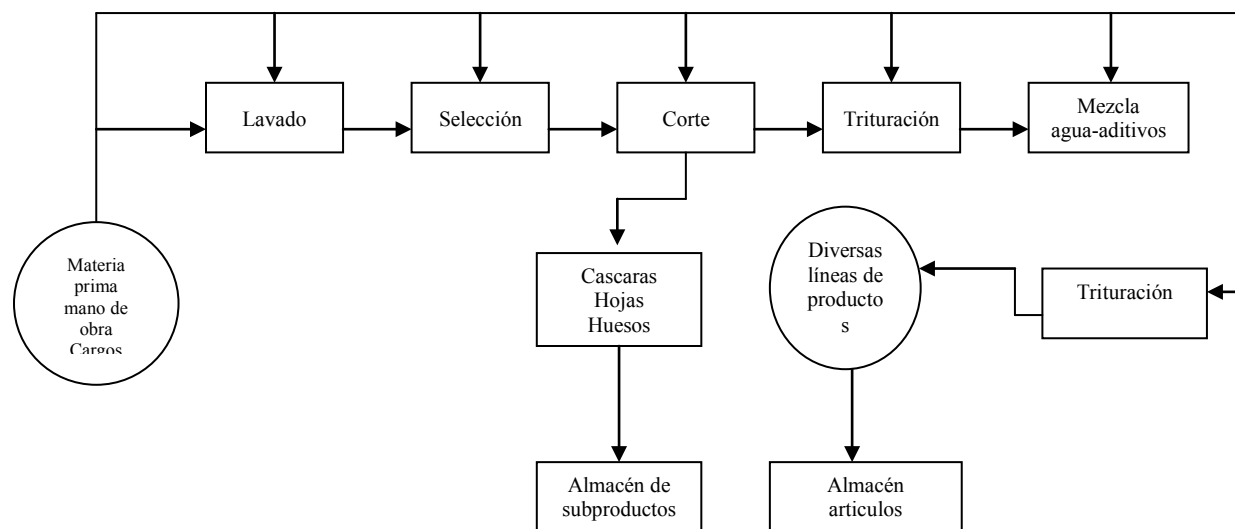 Lavado
Selección
Corte
Trituración
Mezcla
agua-aditivos
Materia
prima
mano de
obra
Cargos
Cascaras
Hojas
Huesos
Diversas
líneas de
producto
s
Trituración
Almacén de
subproductos
Almacén
articulos